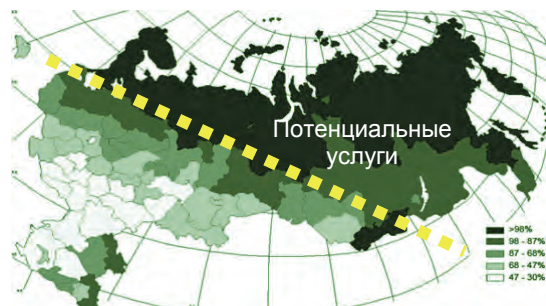 Потенциальные
услуги
>98%
98 - 87%
87 - 68%
68 - 47%
47 - 30%